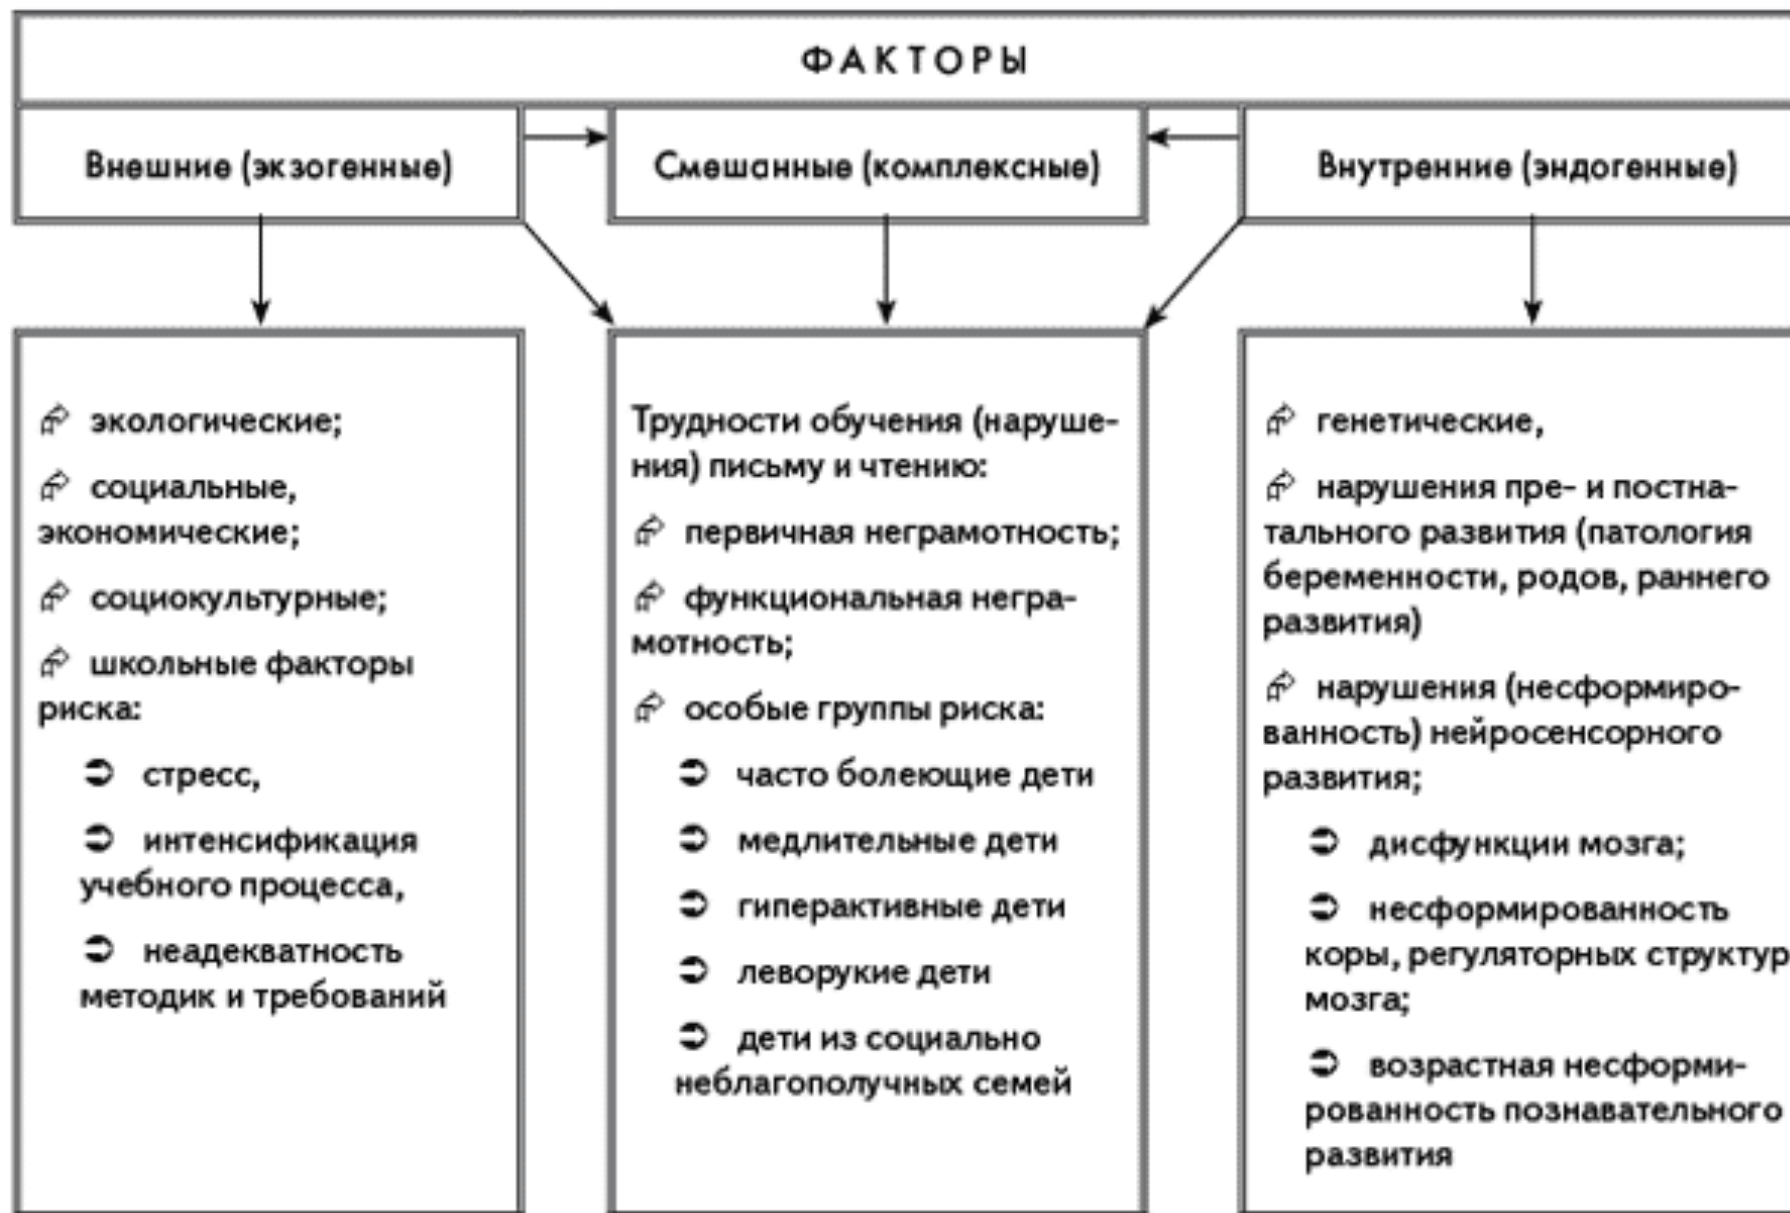 ФАКТОРЫ
Внешние (экзогенные)
Смешанные (комплексные)
Внутренние (эндогенные)
экологические;
социальные,
экономические;
социокультурные;
школьные факторы
риска:
стресс,
интенсификация
учебного процесса,
неадекватность
методик и требований
Трудности обучения (наруше-
ния) письму и чтению:
первичная неграмотность;
функциональная негра-
мотность;
особые группы риска:
часто болеющие дети
медлительные дети
гиперактивные дети
леворукие дети
дети из социально
неблагополучных семей
генетические,
нарушения пре- и постна-
тального развития (патология
беременности, родов, раннего
развития)
нарушения (несформиро-
ванность) нейросенсорного
развития;
дисфункции мозга;
несформированность
коры, регуляторных структур
мозга;
возрастная несформи-
рованность познавательного
развития